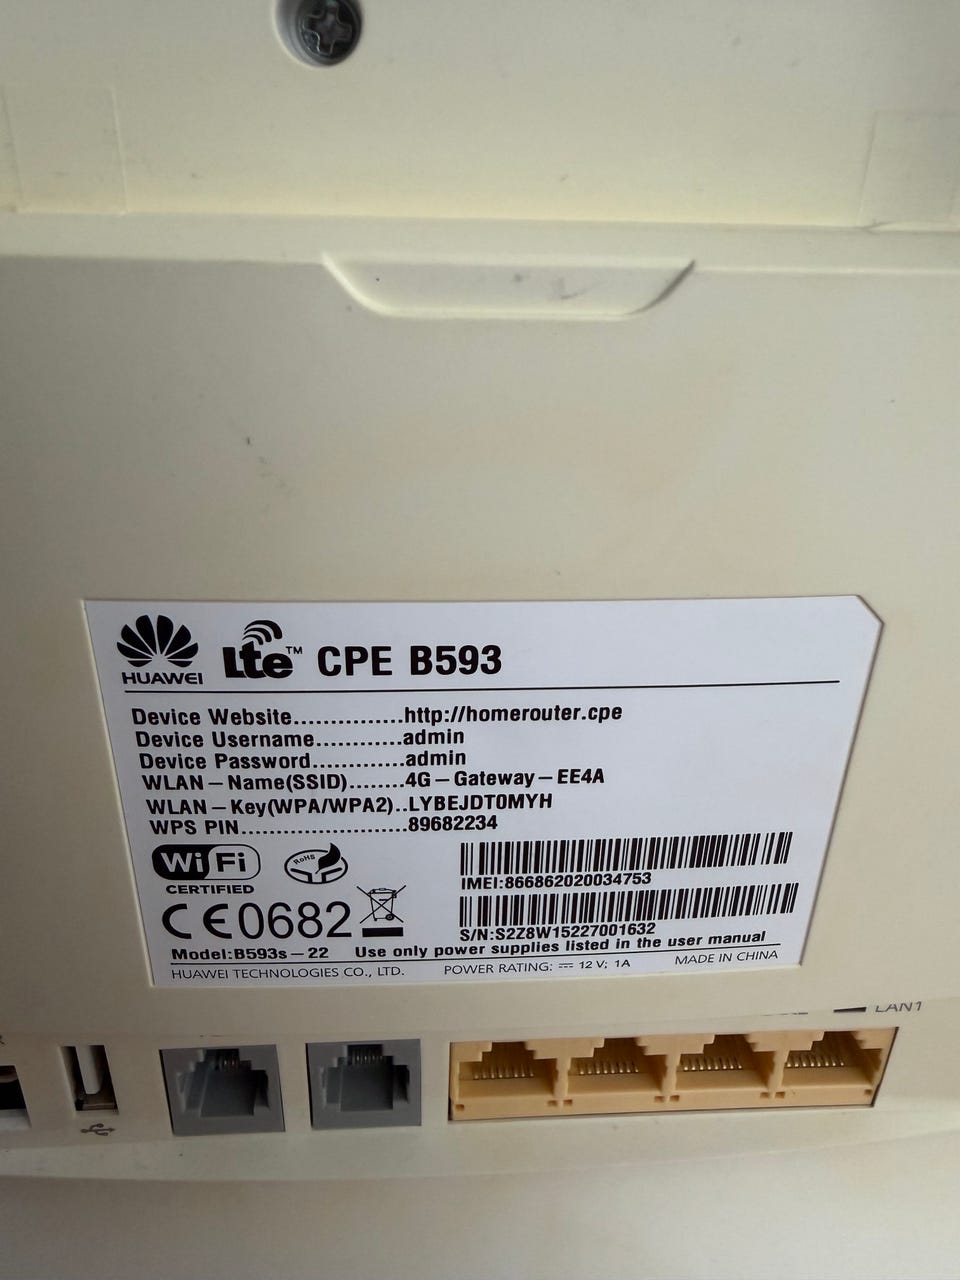 HUAWEI
LTE™ CPE B593
Device Website...............http://homerouter.cpe
Device Username............admin
Device Password.............admin
WLAN – Name(SSID)........4G – Gateway – EE4A
WLAN – Key(WPA/WPA2)..LYBEJDT0MYH
WPS PIN........................89682234
Wi Fi
CERTIFIED
RoHS
IMEI:866862020034753
CE0682
S/N:S2Z8W15227001632
Model:B593s – 22 Use only power supplies listed in the user manual
HUAWEI TECHNOLOGIES CO., LTD. POWER RATING: ⎓ 12 V; 1A MADE IN CHINA
LAN1